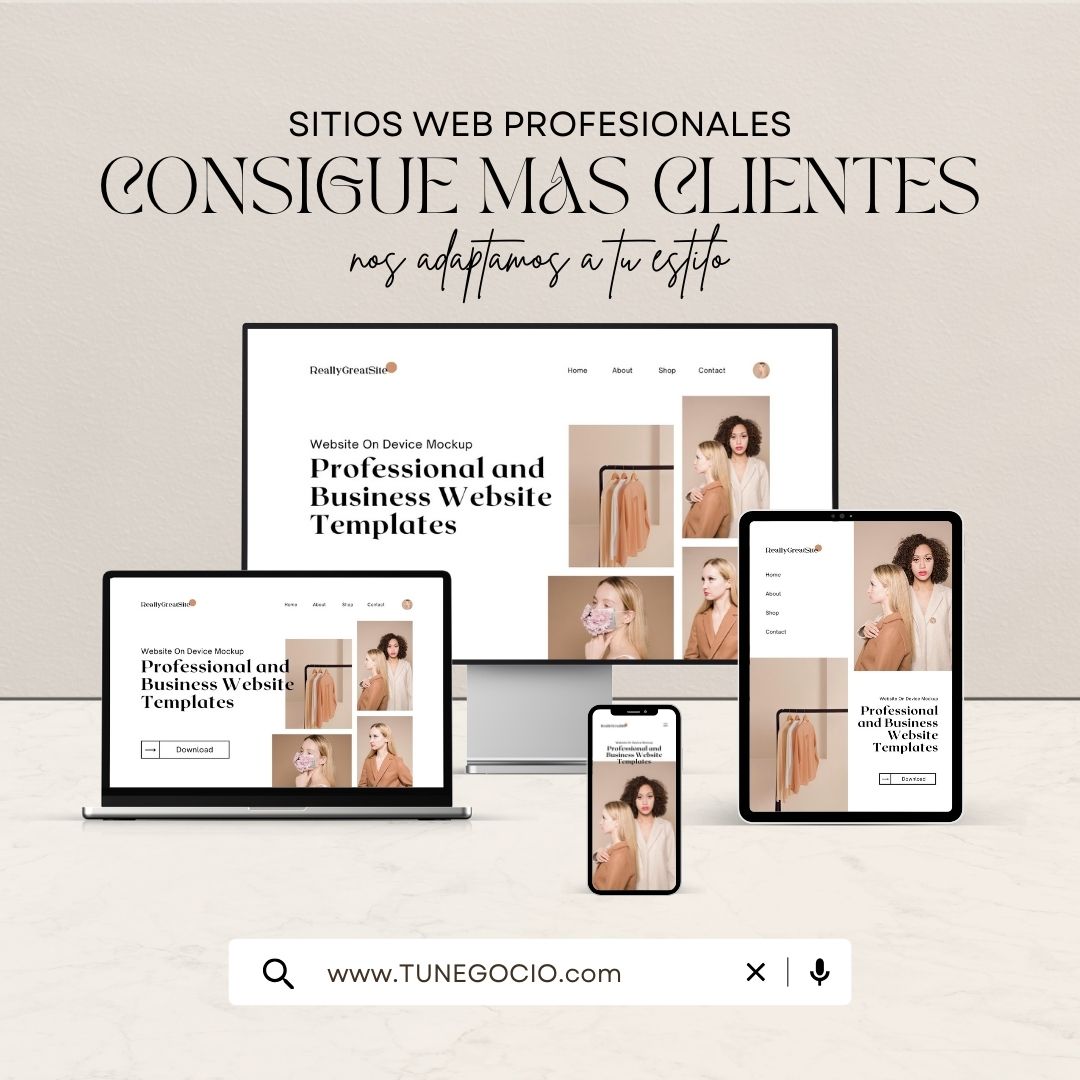 SITIOS WEB PROFESIONALES
CONSIGUE MAS CLIENTES
nos adaptamos a tu estilo
ReallyGreatSite
Home About Shop Contact
Website On Device Mockup
Professional and
Business Website
Templates
ReallyGreatSite
Home
About
Shop
Contact
Website On Device Mockup
Professional
and Business
Website
Templates
Download
ReallyGreatSite
Home About Shop Contact
Website On Device Mockup
Professional and
Business Website
Templates
Download
ReallyGreatSite
Website On Device Mockup
Professional and
Business Website
Templates
www.TUNEGOCIO.com